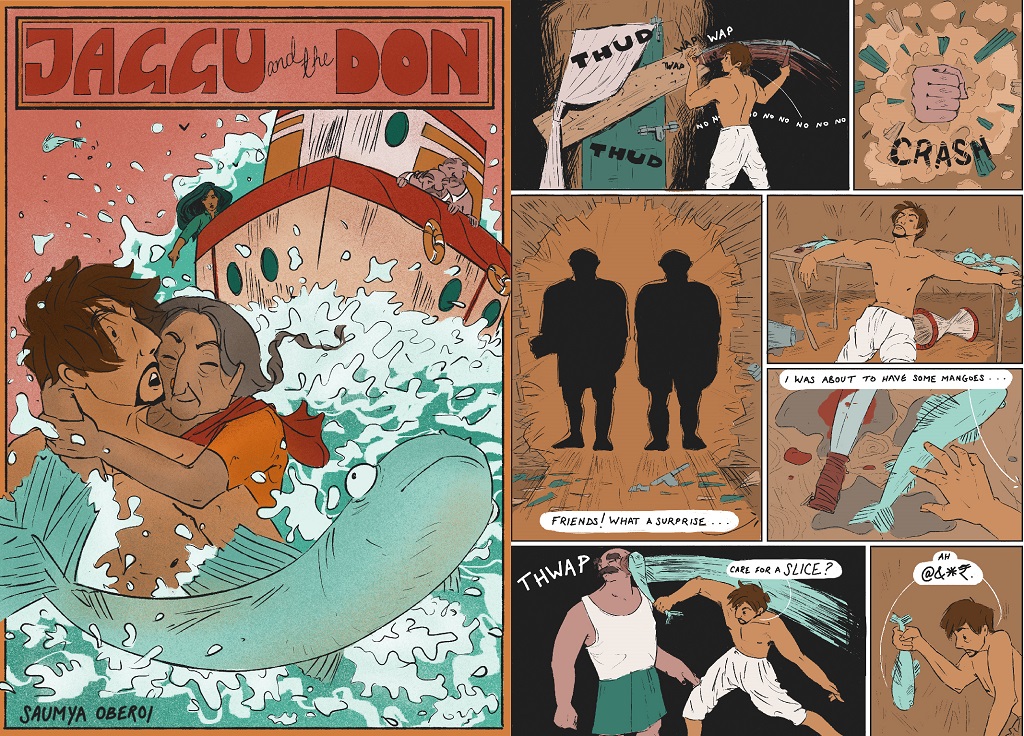 JAGGU and the DON
SAUMYA OBEROI
THUD
WAP WAP WAP
NO NO NO NO NO NO NO
THUD
CRASH
FRIENDS! WHAT A SURPRISE . . .
I WAS ABOUT TO HAVE SOME MANGOES . . .
THWAP
CARE FOR A SLICE?
AH
@&*₹.